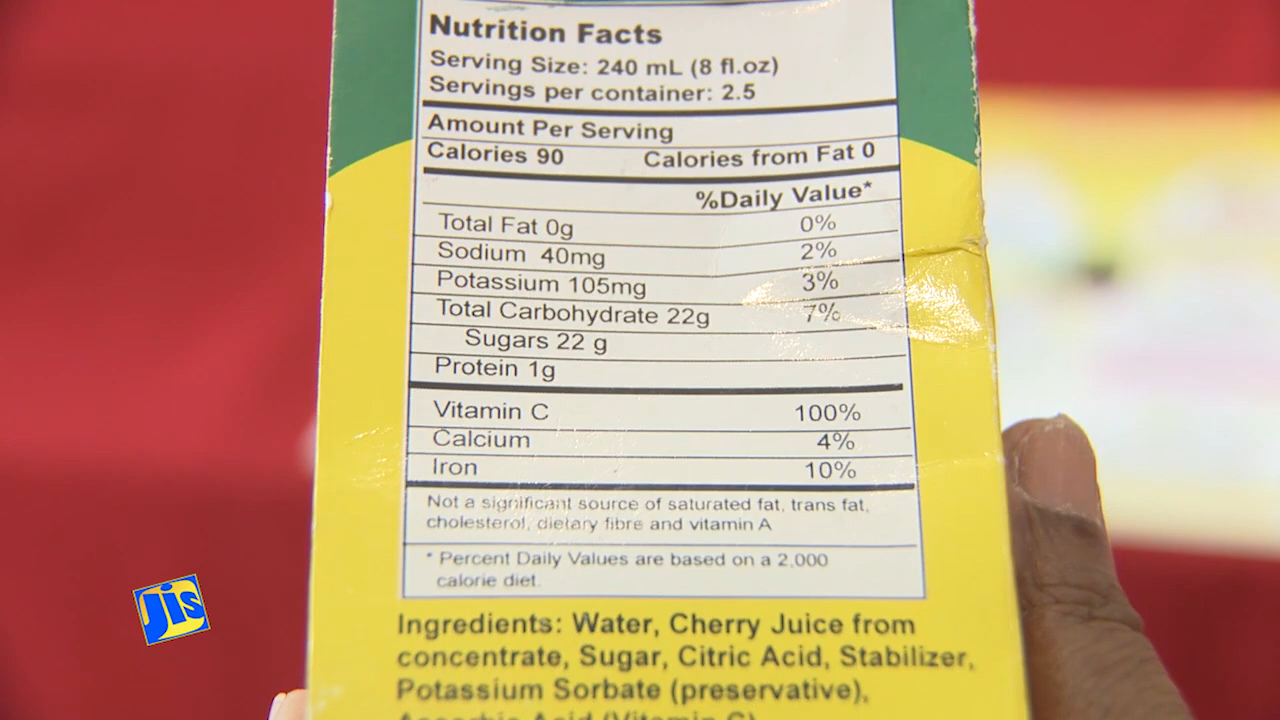 Nutrition Facts
Serving Size: 240 mL (8 fl.oz)
Servings per container: 2.5
Amount Per Serving
Calories 90 Calories from Fat 0
%Daily Value*
Total Fat 0g 0%
Sodium 40mg 2%
Potassium 105mg 3%
Total Carbohydrate 22g 7%
Sugars 22 g
Protein 1g
Vitamin C 100%
Calcium 4%
Iron 10%
Not a significant source of saturated fat, trans fat,
cholesterol, dietary fibre and vitamin A
* Percent Daily Values are based on a 2,000
calorie diet.
Ingredients: Water, Cherry Juice from
concentrate, Sugar, Citric Acid, Stabilizer,
Potassium Sorbate (preservative),
Ascorbic Acid (Vitamin C)
jis